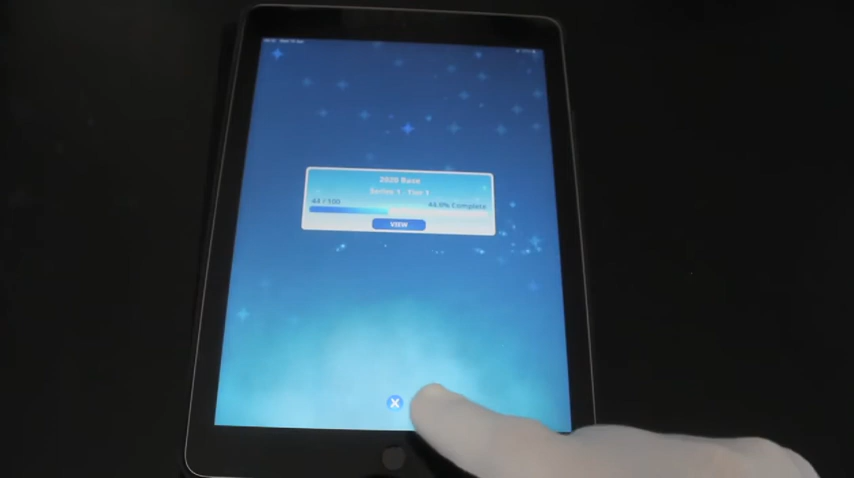 2020 Base
Series 1 - Tier 1
44 / 100
44.0% Complete
VIEW
X